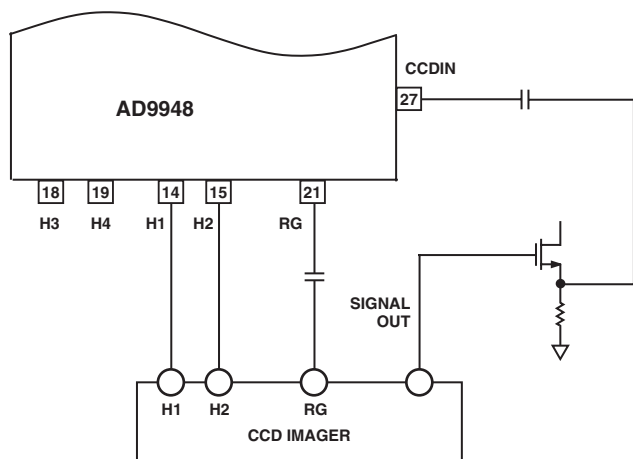 CCDIN
27
AD9948
18 19 14 15 21
H3 H4 H1 H2 RG
SIGNAL
OUT
H1 H2 RG
CCD IMAGER